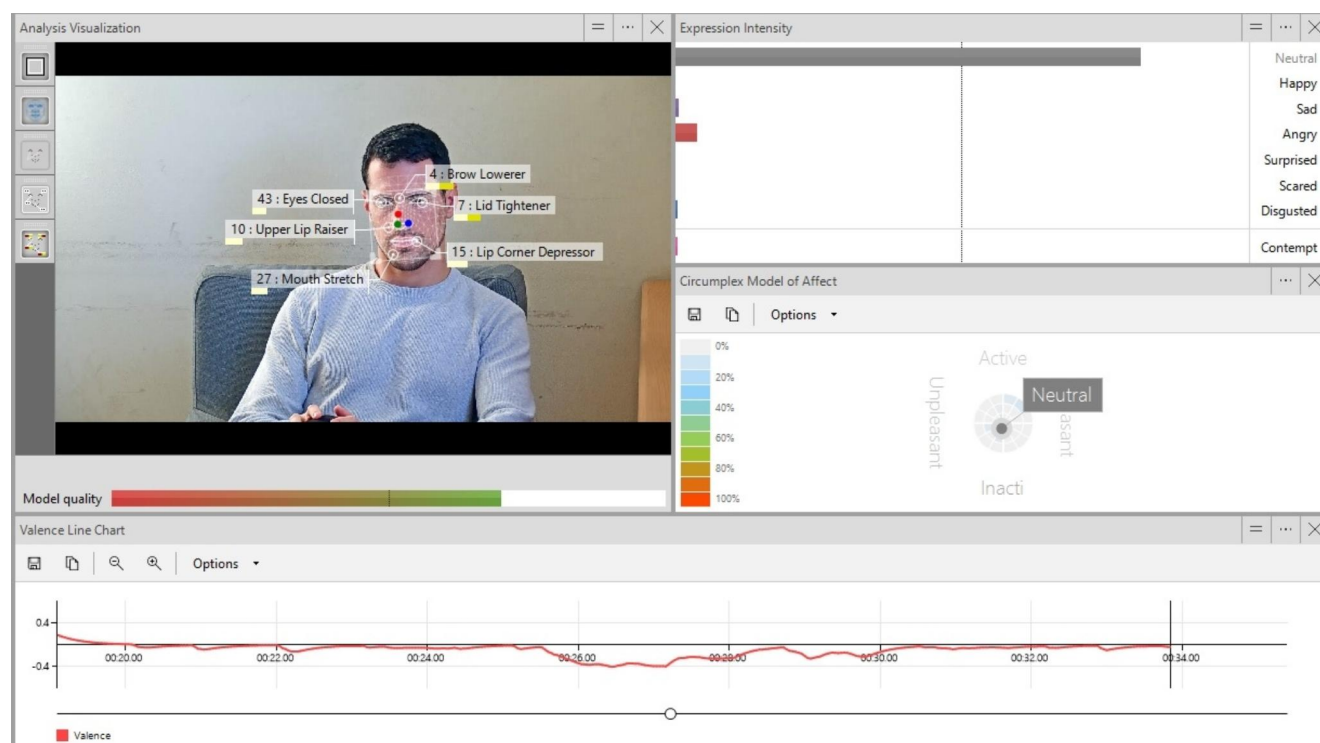 Analysis Visualization
4 : Brow Lowerer
43 : Eyes Closed
7 : Lid Tightener
10 : Upper Lip Raiser
15 : Lip Corner Depressor
27 : Mouth Stretch
Model quality
Expression Intensity
Neutral
Happy
Sad
Angry
Surprised
Scared
Disgusted
Contempt
Circumplex Model of Affect
Options
0%
20%
40%
60%
80%
100%
Active
Unpleasant
Neutral
asant
Inacti
Valence Line Chart
Options
0.4
-0.4
00:20:00
00:22:00
00:24:00
00:26:00
00:28:00
00:30:00
00:32:00
00:34:00
Valence